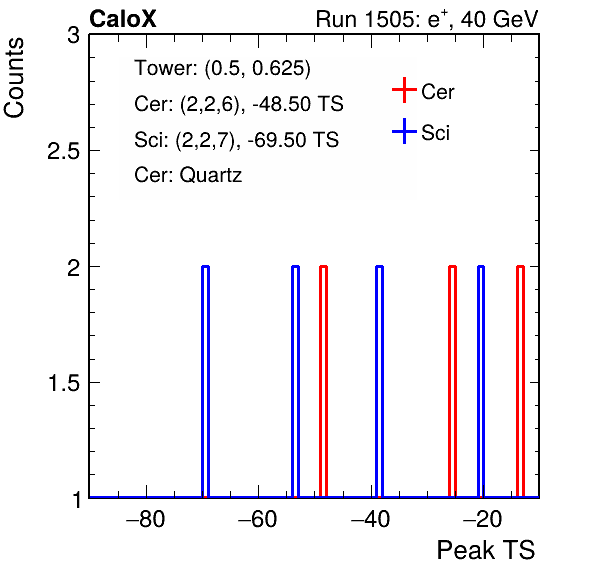 CaloX Run 1505: e⁺, 40 GeV
Counts
Tower: (0.5, 0.625)
Cer: (2,2,6), -48.50 TS
Sci: (2,2,7), -69.50 TS
Cer: Quartz
Cer
Sci
3
2.5
2
1.5
1
−80 −60 −40 −20
Peak TS